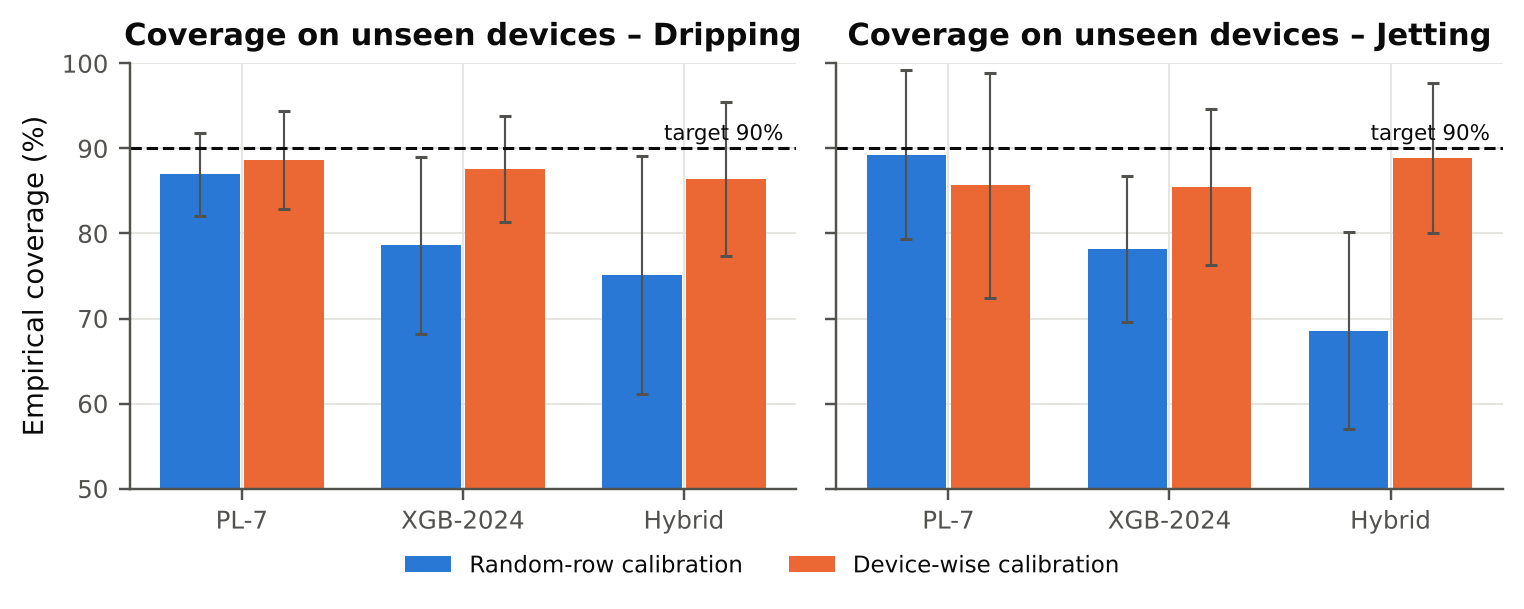 Coverage on unseen devices – Dripping
Coverage on unseen devices – Jetting
Empirical coverage (%)
100
90
80
70
60
50
target 90%
target 90%
PL-7
XGB-2024
Hybrid
PL-7
XGB-2024
Hybrid
Random-row calibration
Device-wise calibration